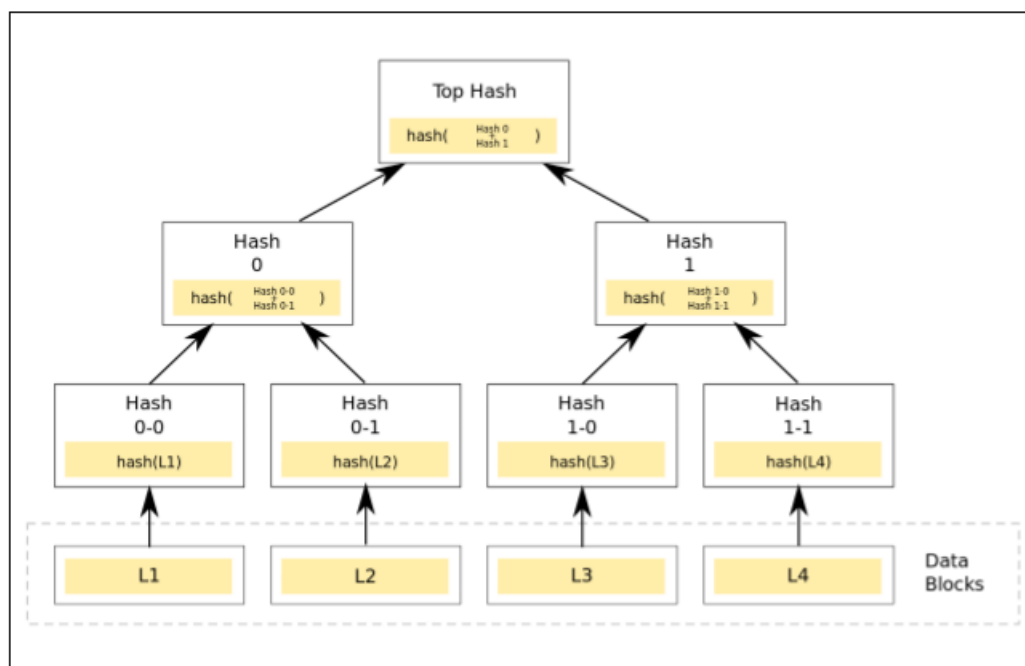 Top Hash
hash( Hash 0 + Hash 1 )
Hash
0
hash( Hash 0-0 + Hash 0-1 )
Hash
1
hash( Hash 1-0 + Hash 1-1 )
Hash
0-0
hash(L1)
Hash
0-1
hash(L2)
Hash
1-0
hash(L3)
Hash
1-1
hash(L4)
L1
L2
L3
L4
Data
Blocks